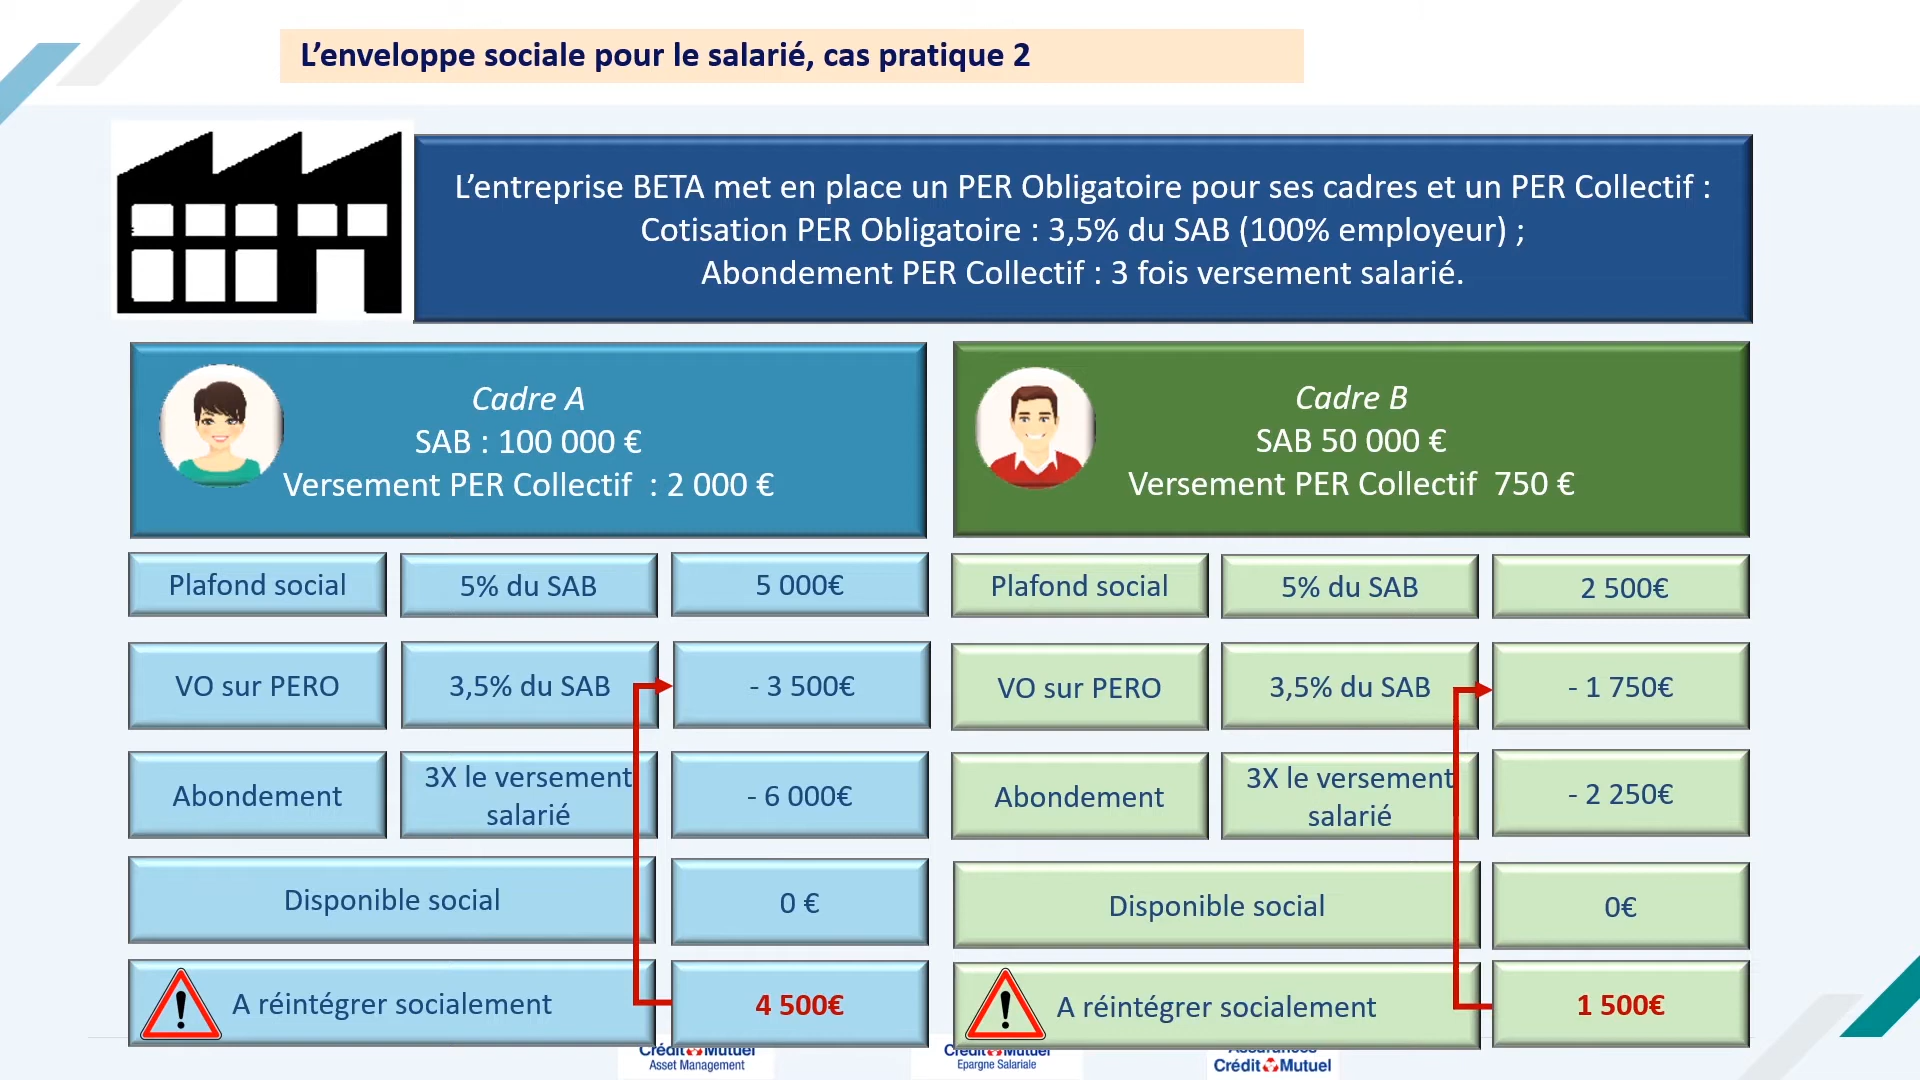 L’enveloppe sociale pour le salarié, cas pratique 2
L’entreprise BETA met en place un PER Obligatoire pour ses cadres et un PER Collectif :
Cotisation PER Obligatoire : 3,5% du SAB (100% employeur) ;
Abondement PER Collectif : 3 fois versement salarié.
Cadre A
SAB : 100 000 €
Versement PER Collectif : 2 000 €
Plafond social
5% du SAB
5 000€
VO sur PERO
3,5% du SAB
- 3 500€
Abondement
3X le versement
salarié
- 6 000€
Disponible social
0 €
A réintégrer socialement
4 500€
Cadre B
SAB 50 000 €
Versement PER Collectif 750 €
Plafond social
5% du SAB
2 500€
VO sur PERO
3,5% du SAB
- 1 750€
Abondement
3X le versement
salarié
- 2 250€
Disponible social
0€
A réintégrer socialement
1 500€
Crédit Mutuel
Asset Management
Crédit Mutuel
Epargne Salariale
Assurances
Crédit Mutuel